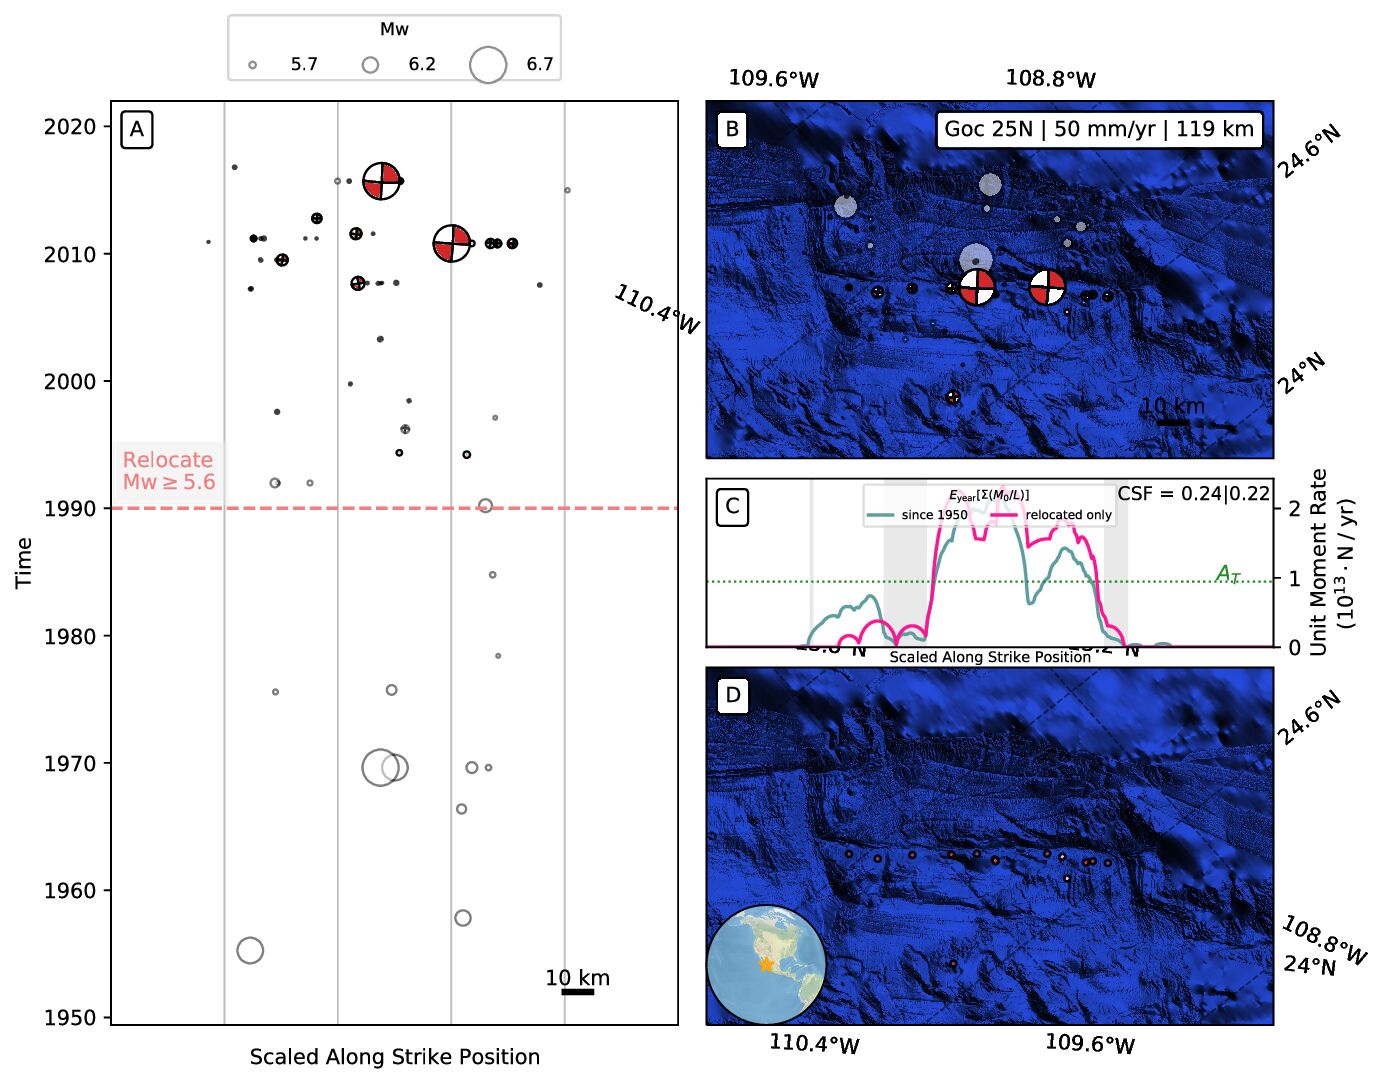 Mw
5.7 6.2 6.7
A
2020
2010
2000
1990
1980
1970
1960
1950
Time
Relocate
Mw ≥ 5.6
10 km
Scaled Along Strike Position
109.6°W 108.8°W
B
Goc 25N | 50 mm/yr | 119 km
24.6°N
24°N
110.4°W
10 km
C
E_year[Σ(M₀/L)]
since 1950 relocated only
CSF = 0.24|0.22
A_T
2
1
0
Unit Moment Rate
(10¹³ · N / yr)
Scaled Along Strike Position
D
24.6°N
108.8°W
24°N
110.4°W 109.6°W